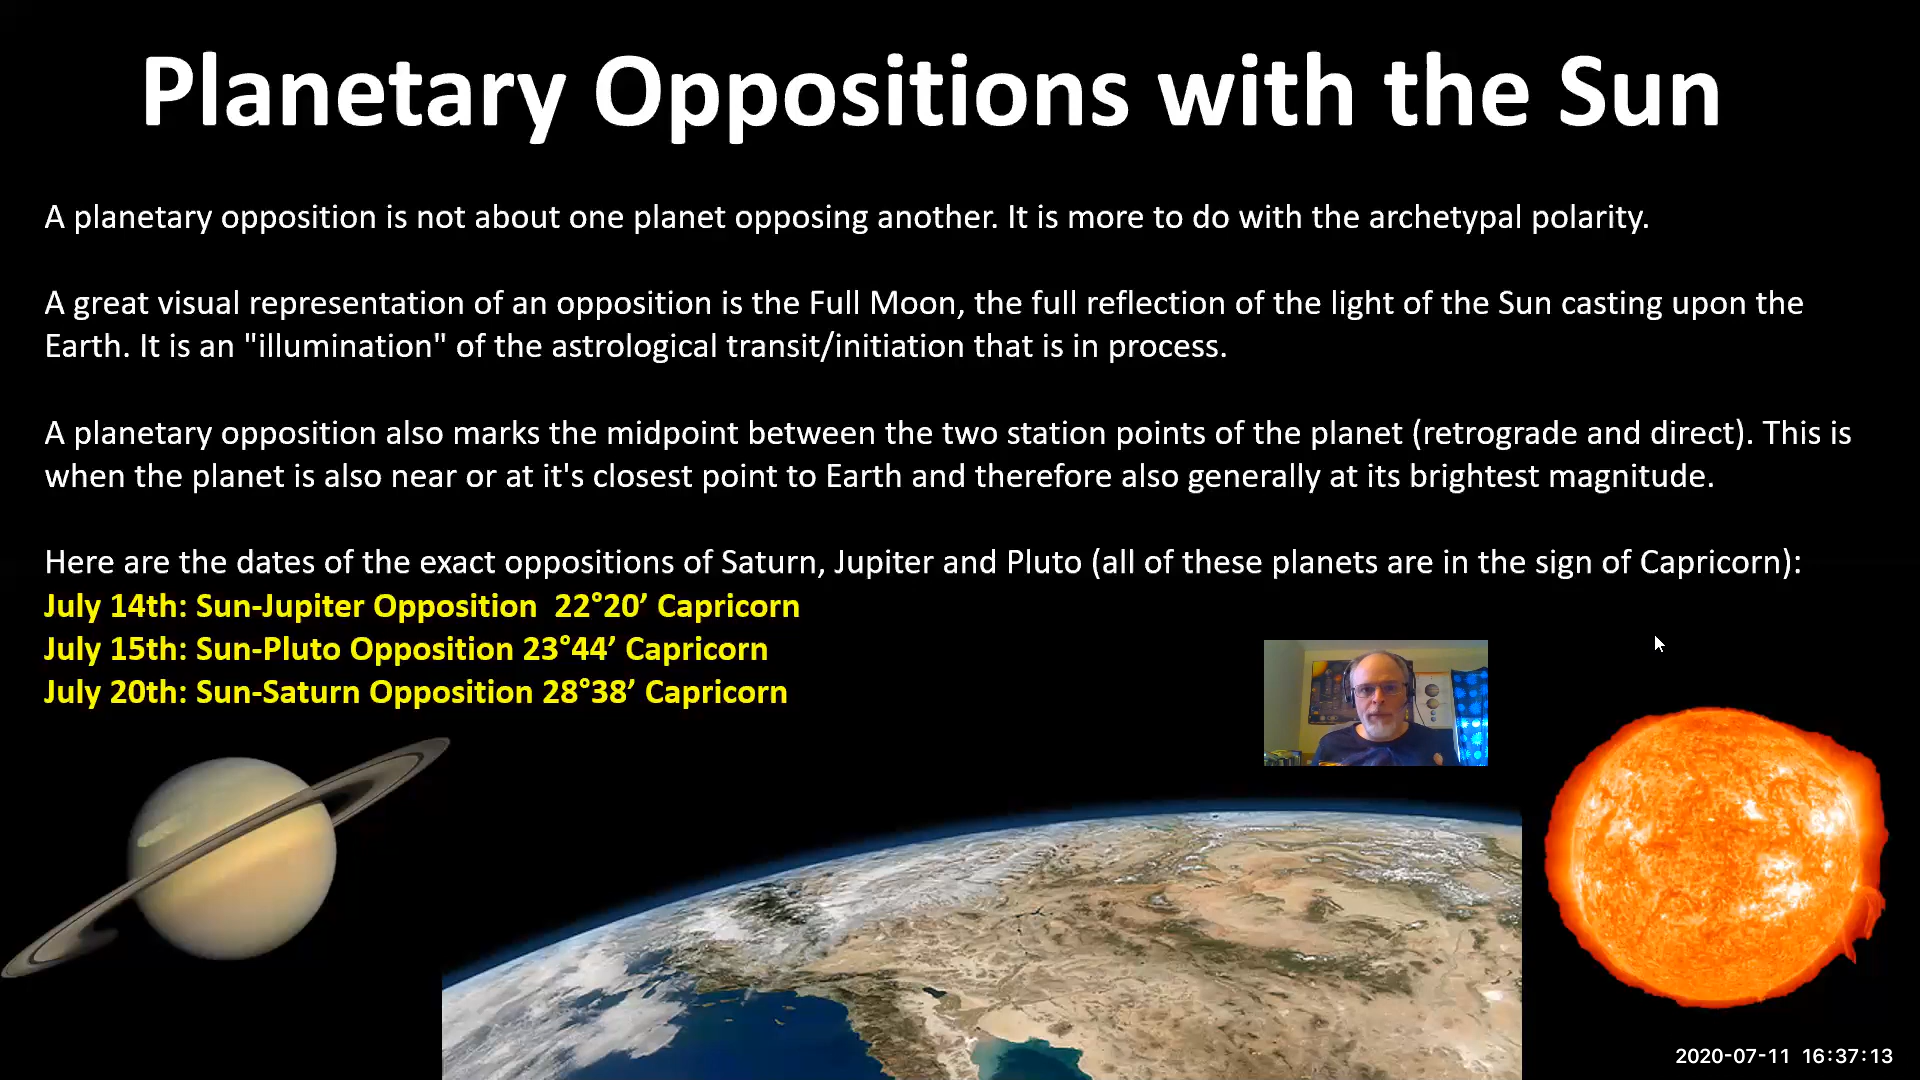 Planetary Oppositions with the Sun
A planetary opposition is not about one planet opposing another. It is more to do with the archetypal polarity.
A great visual representation of an opposition is the Full Moon, the full reflection of the light of the Sun casting upon the
Earth. It is an "illumination" of the astrological transit/initiation that is in process.
A planetary opposition also marks the midpoint between the two station points of the planet (retrograde and direct). This is
when the planet is also near or at it's closest point to Earth and therefore also generally at its brightest magnitude.
Here are the dates of the exact oppositions of Saturn, Jupiter and Pluto (all of these planets are in the sign of Capricorn):
July 14th: Sun-Jupiter Opposition  22°20’ Capricorn
July 15th: Sun-Pluto Opposition 23°44’ Capricorn
July 20th: Sun-Saturn Opposition 28°38’ Capricorn
2020-07-11 16:37:13